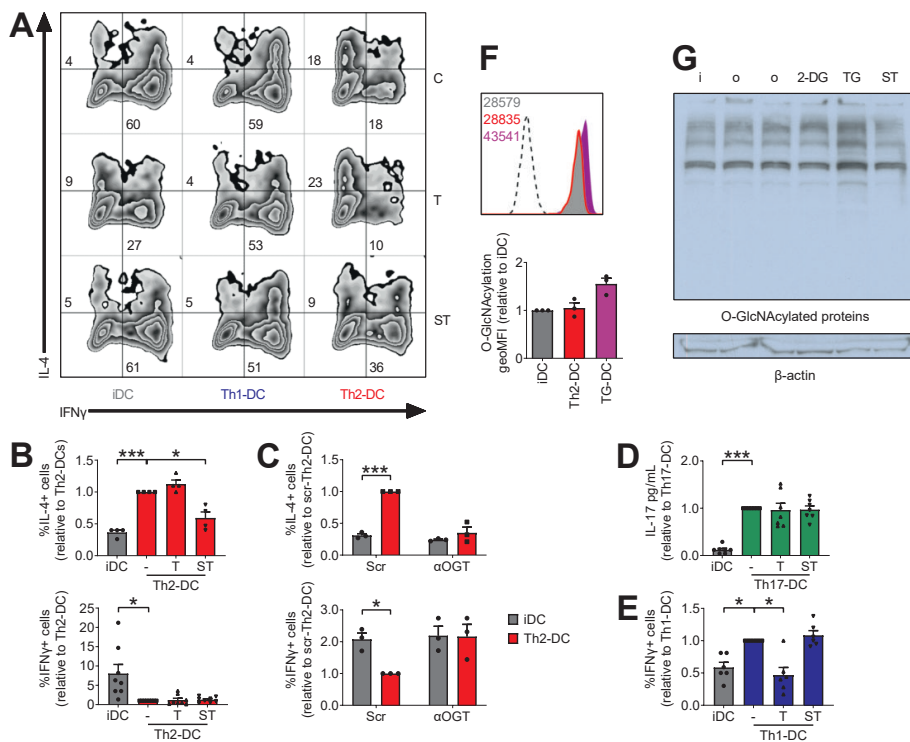 A
IL-4
4
60
4
59
18
18
C
9
27
4
53
23
10
T
5
61
5
51
9
36
ST
iDC
Th1-DC
Th2-DC
IFNγ
F
28579
28835
43541
O-GlcNAcylation
geoMFI (relative to iDC)
2
1
0
iDC
Th2-DC
TG-DC
G
i
o
o
2-DG
TG
ST
O-GlcNAcylated proteins
β-actin
B
%IL-4+ cells
(relative to Th2-DCs)
1.5
1.0
0.5
0.0
***
*
iDC
-
T
ST
Th2-DC
%IFNγ+ cells
(relative to Th2-DC)
25
20
15
10
5
0
*
iDC
-
T
ST
Th2-DC
C
%IL-4+ cells
(relative to scr-Th2-DC)
1.5
1.0
0.5
0.0
***
Scr
αOGT
%IFNγ+ cells
(relative to scr-Th2-DC)
4.0
3.0
2.0
1.0
0.0
*
Scr
αOGT
iDC
Th2-DC
D
IL-17 pg/mL
(relative to Th17-DC)
2.0
1.5
1.0
0.5
0.0
***
iDC
-
T
ST
Th17-DC
E
%IFNγ+ cells
(relative to Th1-DC)
1.5
1.0
0.5
0.0
*
*
iDC
-
T
ST
Th1-DC